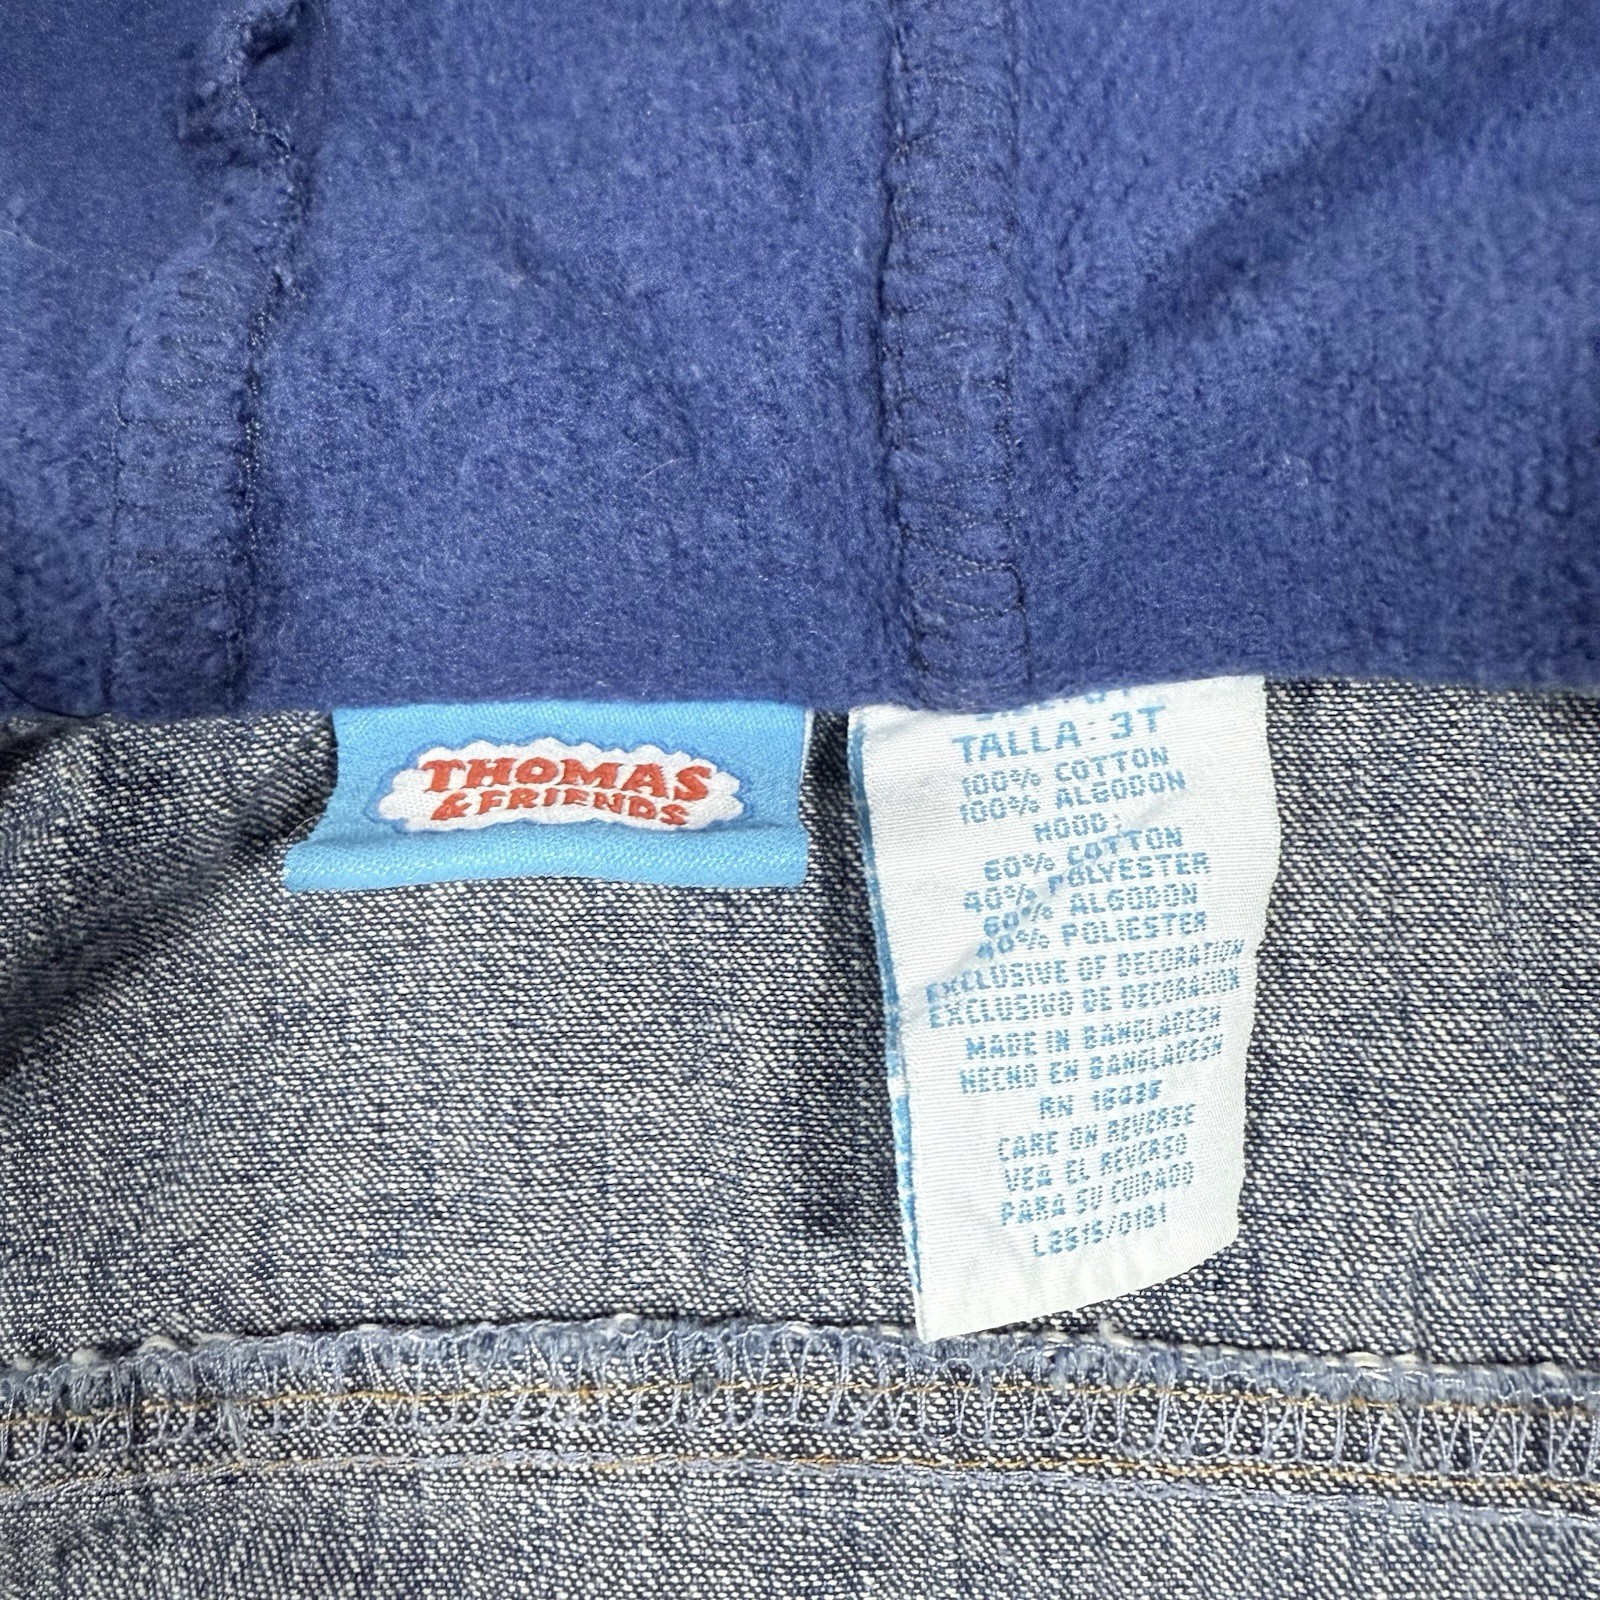 THOMAS
& FRIENDS
TALLA: 3T
100% COTTON
100% ALGODON
HOOD:
60% COTTON
40% POLYESTER
60% ALGODON
40% POLIESTER
EXCLUSIVE OF DECORATION
EXCLUSIVO DE DECORACION
MADE IN BANGLADESH
HECHO EN BANGLADESH
RN
CARE ON REVERSE
VEA EL REVERSO
PARA SU CUIDADO